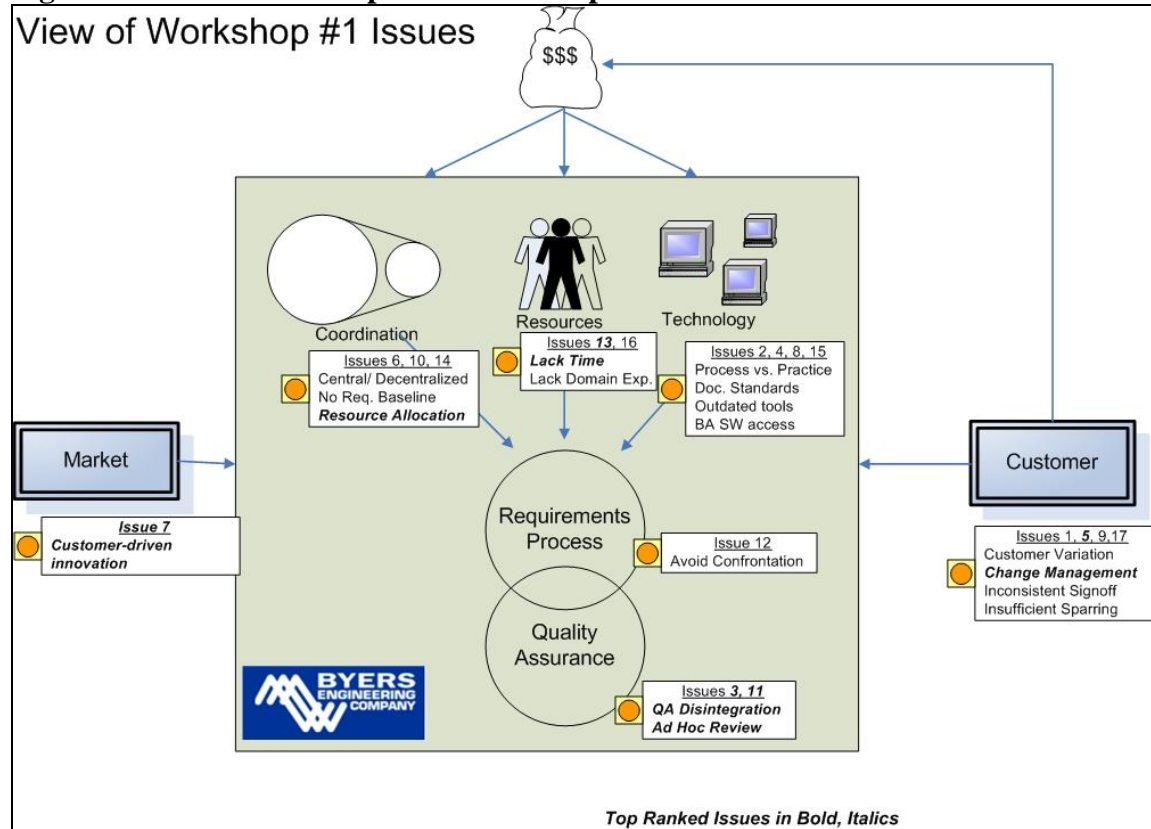 View of Workshop #1 Issues
$$$
Coordination
Issues 6, 10, 14
Central/ Decentralized
No Req. Baseline
Resource Allocation
Resources
Issues 13, 16
Lack Time
Lack Domain Exp.
Technology
Issues 2, 4, 8, 15
Process vs. Practice
Doc. Standards
Outdated tools
BA SW access
Market
Issue 7
Customer-driven
innovation
Customer
Issues 1, 5, 9,17
Customer Variation
Change Management
Inconsistent Signoff
Insufficient Sparring
Requirements
Process
Issue 12
Avoid Confrontation
Quality
Assurance
Issues 3, 11
QA Disintegration
Ad Hoc Review
BYERS
ENGINEERING
COMPANY
Top Ranked Issues in Bold, Italics